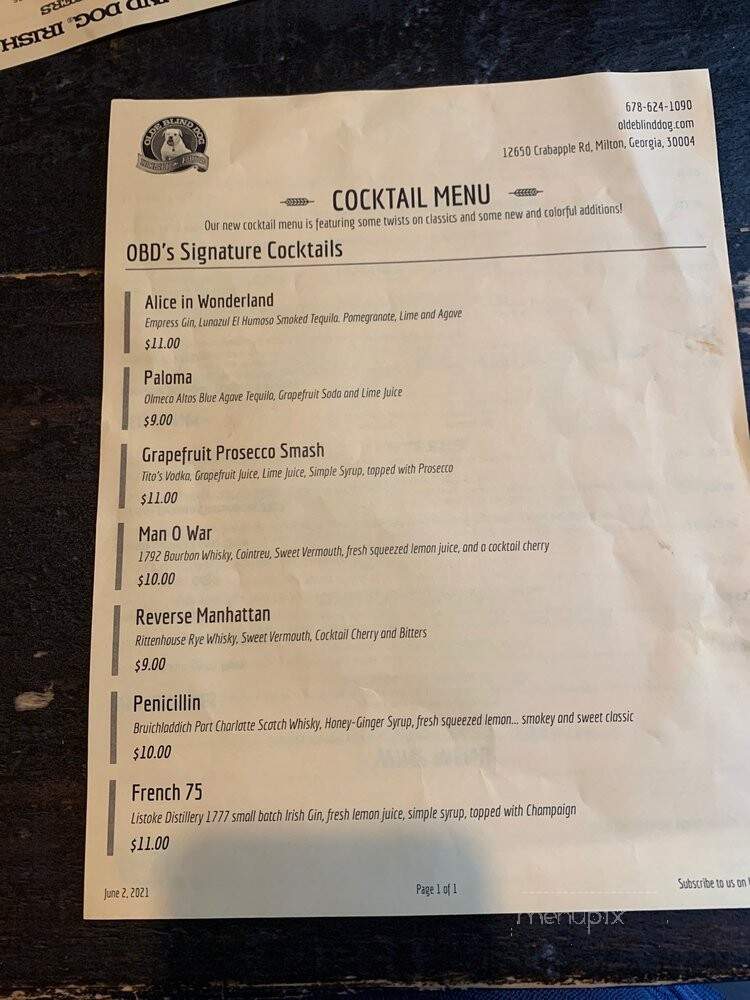 ND DOG. IRISH
OLDE BLIND DOG
678-624-1090
oldeblinddog.com
12650 Crabapple Rd, Milton, Georgia, 30004
COCKTAIL MENU
Our new cocktail menu is featuring some twists on classics and some new and colorful additions!
OBD's Signature Cocktails
Alice in Wonderland
Empress Gin, Lunazul El Humoso Smoked Tequila. Pomegranate, Lime and Agave
$11.00
Paloma
Olmeca Altos Blue Agave Tequila, Grapefruit Soda and Lime Juice
$9.00
Grapefruit Prosecco Smash
Tito's Vodka, Grapefruit Juice, Lime Juice, Simple Syrup, topped with Prosecco
$11.00
Man O War
1792 Bourbon Whisky, Cointreu, Sweet Vermouth, fresh squeezed lemon juice, and a cocktail cherry
$10.00
Reverse Manhattan
Rittenhouse Rye Whisky, Sweet Vermouth, Cocktail Cherry and Bitters
$9.00
Penicillin
Bruichladdich Port Charlotte Scotch Whisky, Honey-Ginger Syrup, fresh squeezed lemon... smokey and sweet classic
$10.00
French 75
Listoke Distillery 1777 small batch Irish Gin, fresh lemon juice, simple syrup, topped with Champaign
$11.00
June 2, 2021
Page 1 of 1
Subscribe to us on
menupix